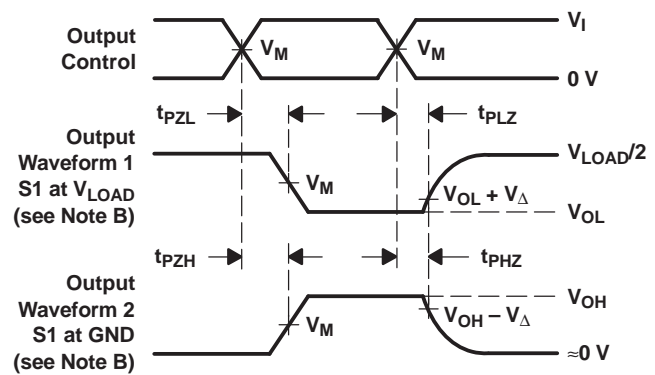 Output
Control
V_M
V_M
V_I
0 V
t_PZL
t_PLZ
Output
Waveform 1
S1 at V_LOAD
(see Note B)
V_M
V_LOAD/2
V_OL + V_Δ
V_OL
t_PZH
t_PHZ
Output
Waveform 2
S1 at GND
(see Note B)
V_M
V_OH
V_OH − V_Δ
≈0 V